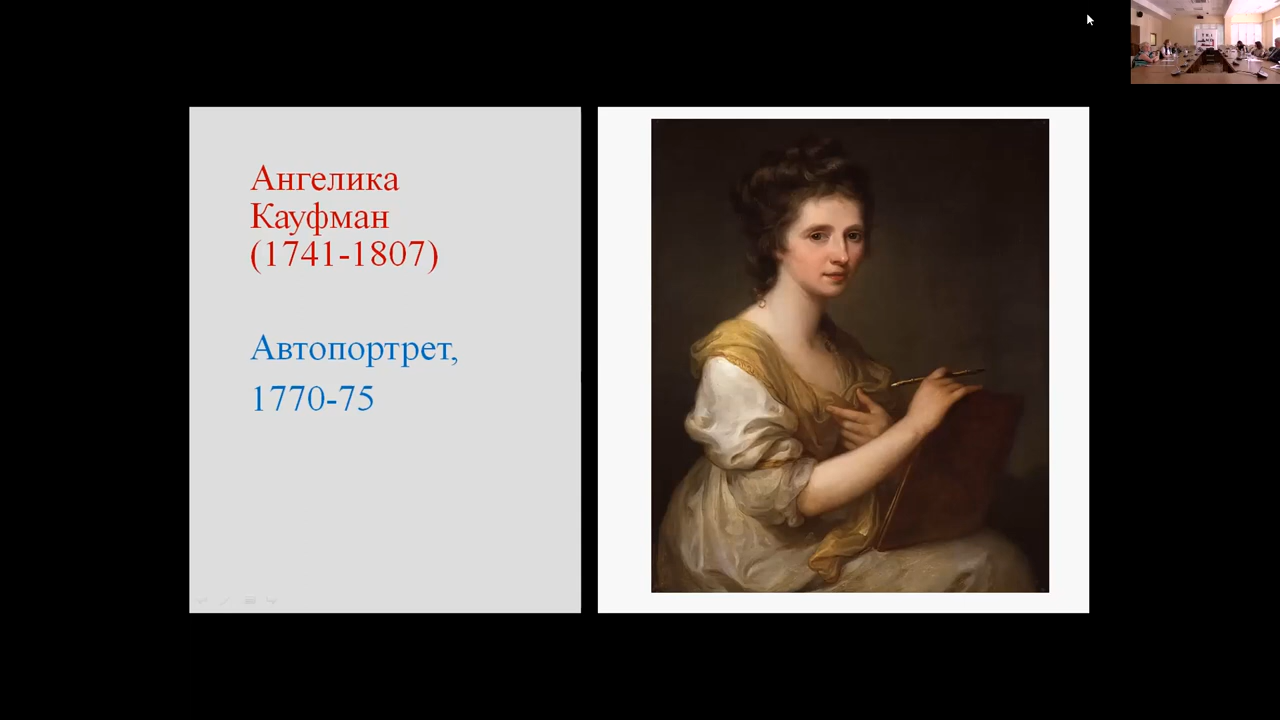 Ангелика
Кауфман
(1741-1807)
Автопортрет,
1770-75